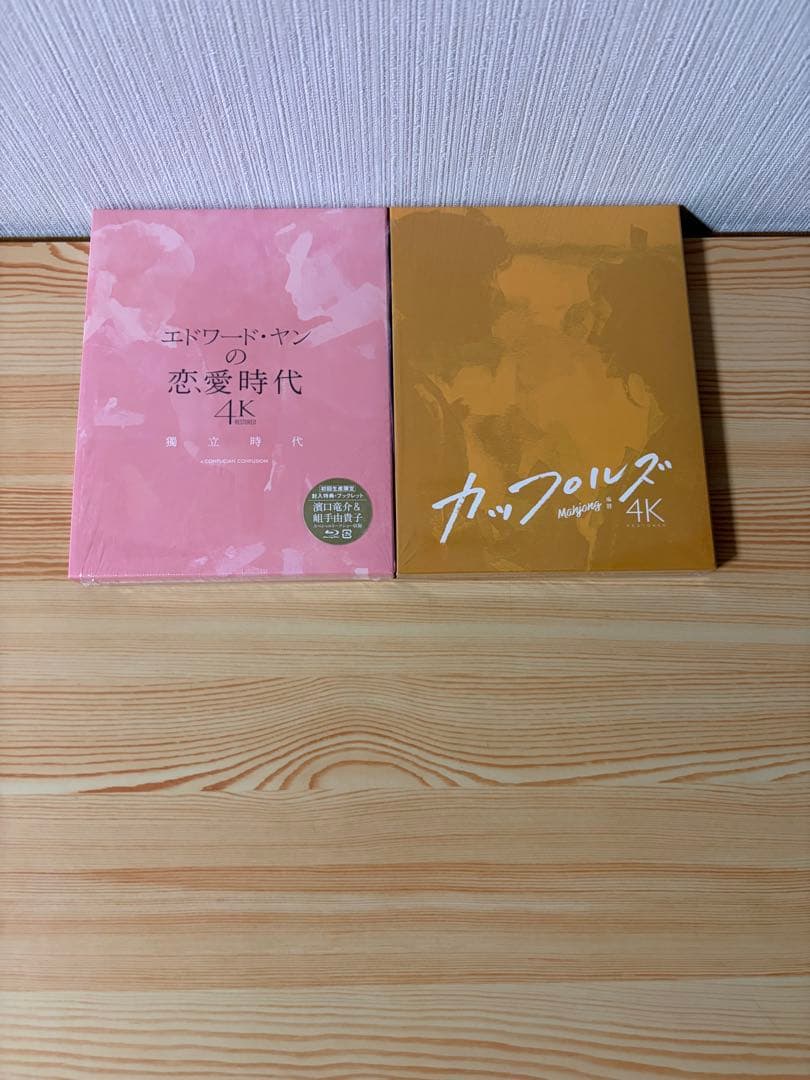 エドワード・ヤン
の
恋愛時代
4K
RESTORED
獨立時代
A CONFUCIAN CONFUSION
初回生産限定
封入特典・ブックレット
濱口竜介&
組手由貴子
カップルズ
Mahjong
麻將
4K
RESTORED